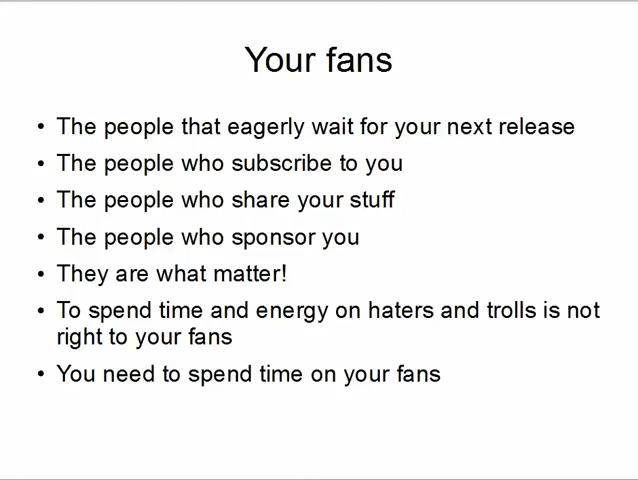 Your fans
• The people that eagerly wait for your next release
• The people who subscribe to you
• The people who share your stuff
• The people who sponsor you
• They are what matter!
• To spend time and energy on haters and trolls is not
right to your fans
• You need to spend time on your fans